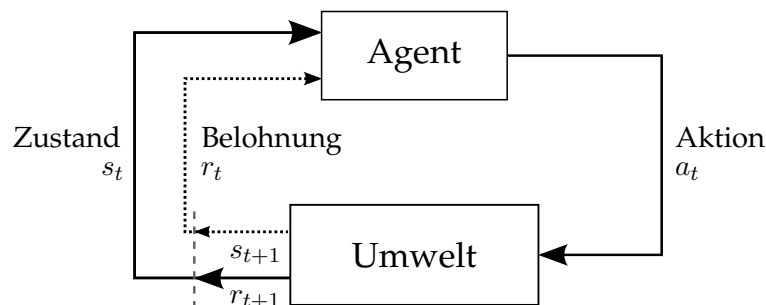 Agent
Zustand
s_t
Belohnung
r_t
Aktion
a_t
Umwelt
s_{t+1}
r_{t+1}